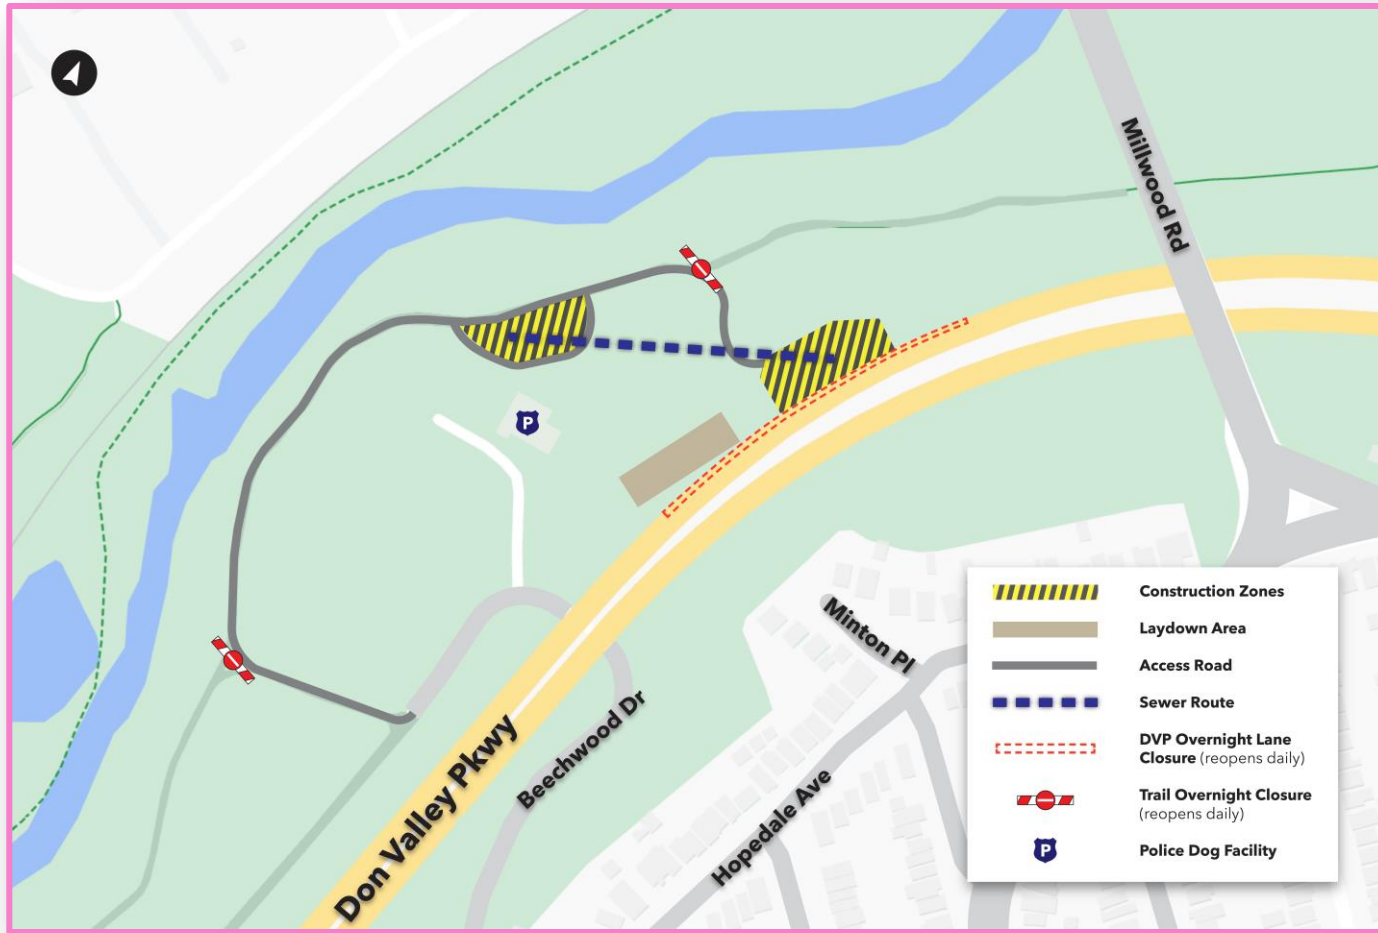 Millwood Rd
P
Minton Pl
Beechwood Dr
Don Valley Pkwy
Hopedale Ave
Construction Zones
Laydown Area
Access Road
Sewer Route
DVP Overnight Lane
Closure (reopens daily)
Trail Overnight Closure
(reopens daily)
P
Police Dog Facility